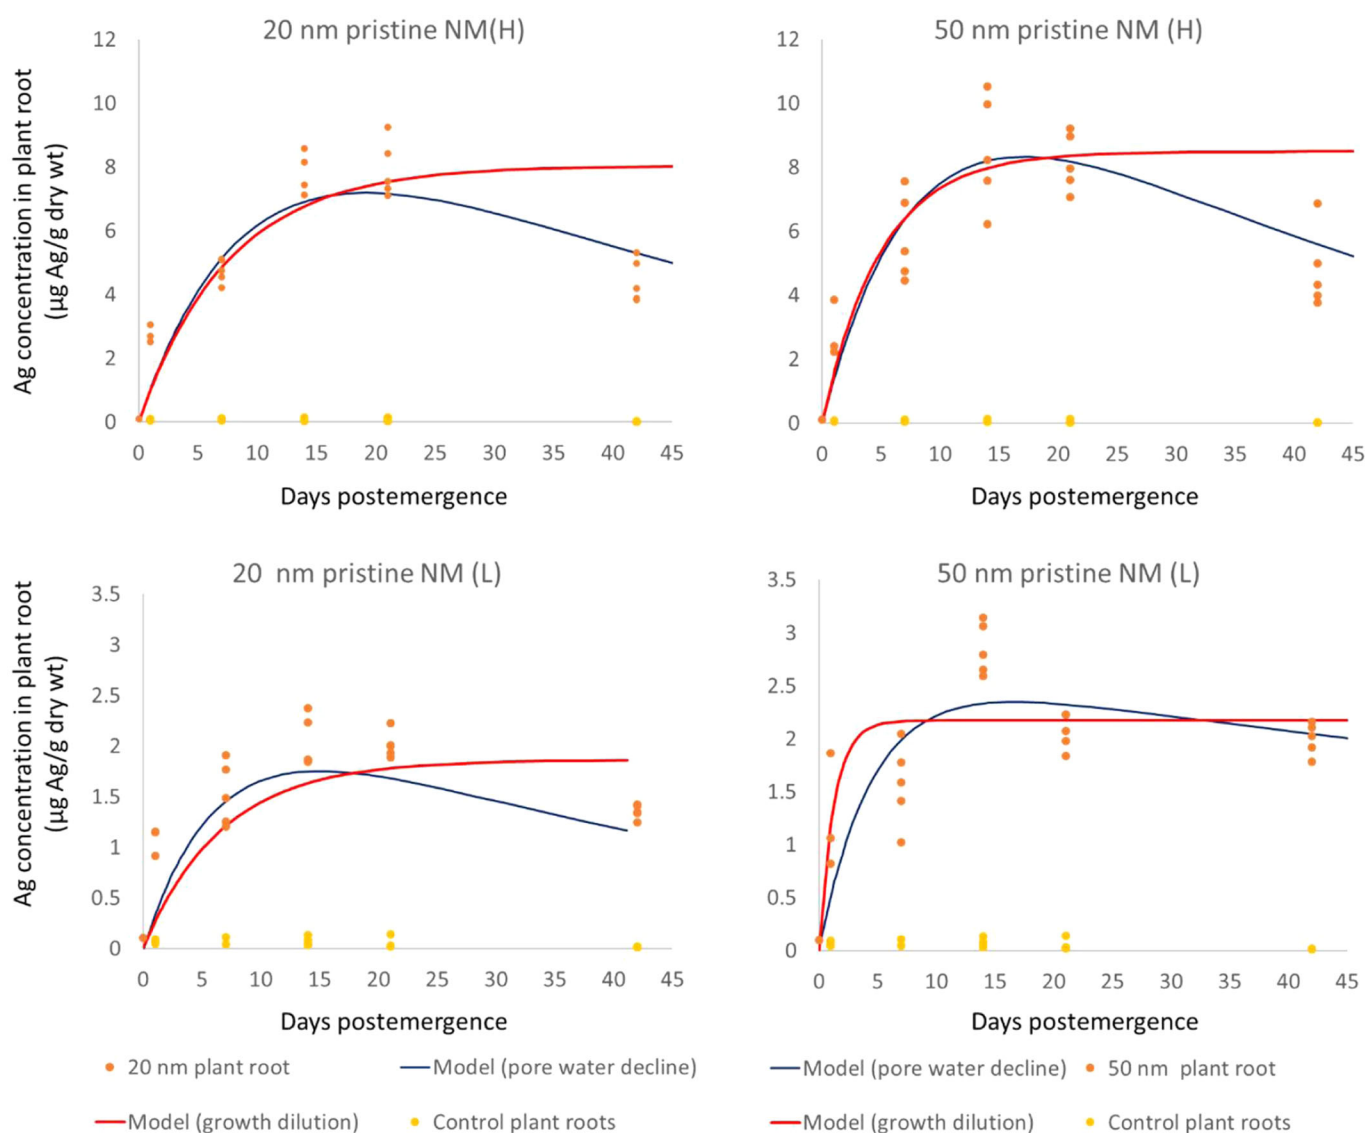 20 nm pristine NM(H)
Ag concentration in plant root
(µg Ag/g dry wt)
12
10
8
6
4
2
0
0 5 10 15 20 25 30 35 40 45
Days postemergence
50 nm pristine NM (H)
12
10
8
6
4
2
0
0 5 10 15 20 25 30 35 40 45
Days postemergence
20 nm pristine NM (L)
Ag concentration in plant root
(µg Ag/g dry wt)
3.5
3
2.5
2
1.5
1
0.5
0
0 5 10 15 20 25 30 35 40 45
Days postemergence
50 nm pristine NM (L)
3.5
3
2.5
2
1.5
1
0.5
0
0 5 10 15 20 25 30 35 40 45
Days postemergence
20 nm plant root
Model (pore water decline)
Model (growth dilution)
Control plant roots
Model (pore water decline)
50 nm plant root
Model (growth dilution)
Control plant roots